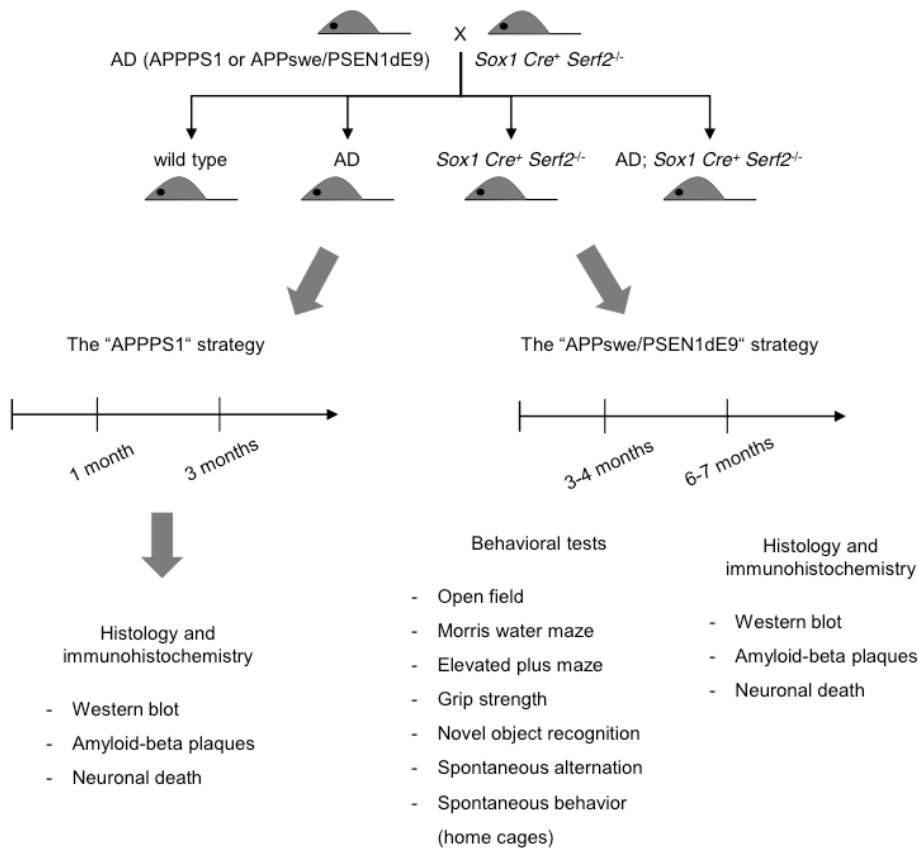 X
AD (APPPS1 or APPswe/PSEN1dE9)
Sox1 Cre⁺ Serf2⁻/⁻
wild type
AD
Sox1 Cre⁺ Serf2⁻/⁻
AD; Sox1 Cre⁺ Serf2⁻/⁻
The “APPPS1“ strategy
1 month
3 months
Histology and
immunohistochemistry
- Western blot
- Amyloid-beta plaques
- Neuronal death
The “APPswe/PSEN1dE9“ strategy
3-4 months
6-7 months
Behavioral tests
- Open field
- Morris water maze
- Elevated plus maze
- Grip strength
- Novel object recognition
- Spontaneous alternation
- Spontaneous behavior
(home cages)
Histology and
immunohistochemistry
- Western blot
- Amyloid-beta plaques
- Neuronal death